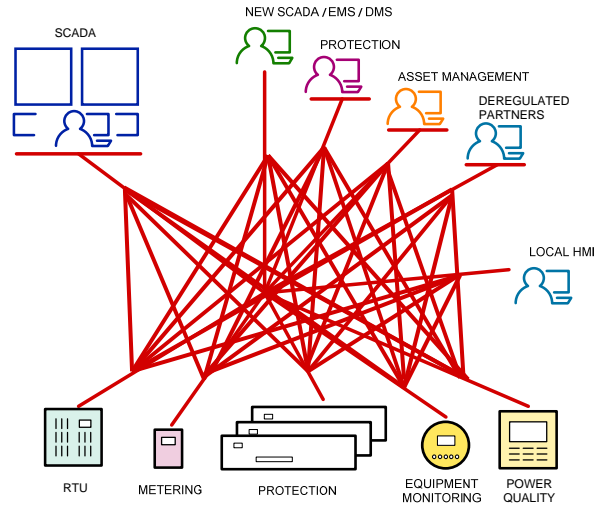 SCADA
NEW SCADA / EMS / DMS
PROTECTION
ASSET MANAGEMENT
DEREGULATED
PARTNERS
LOCAL HMI
RTU
METERING
PROTECTION
EQUIPMENT
MONITORING
POWER
QUALITY